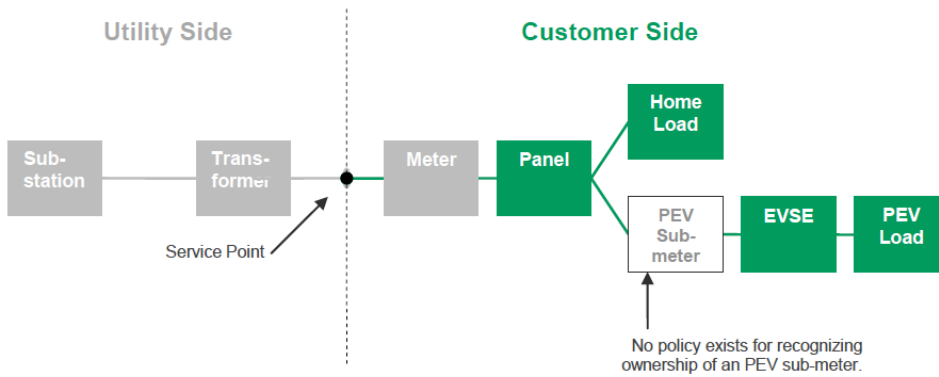 Utility Side
Customer Side
Home
Load
Sub-
station
Trans-
former
Meter
Panel
Service Point
PEV
Sub-
meter
EVSE
PEV
Load
No policy exists for recognizing
ownership of an PEV sub-meter.